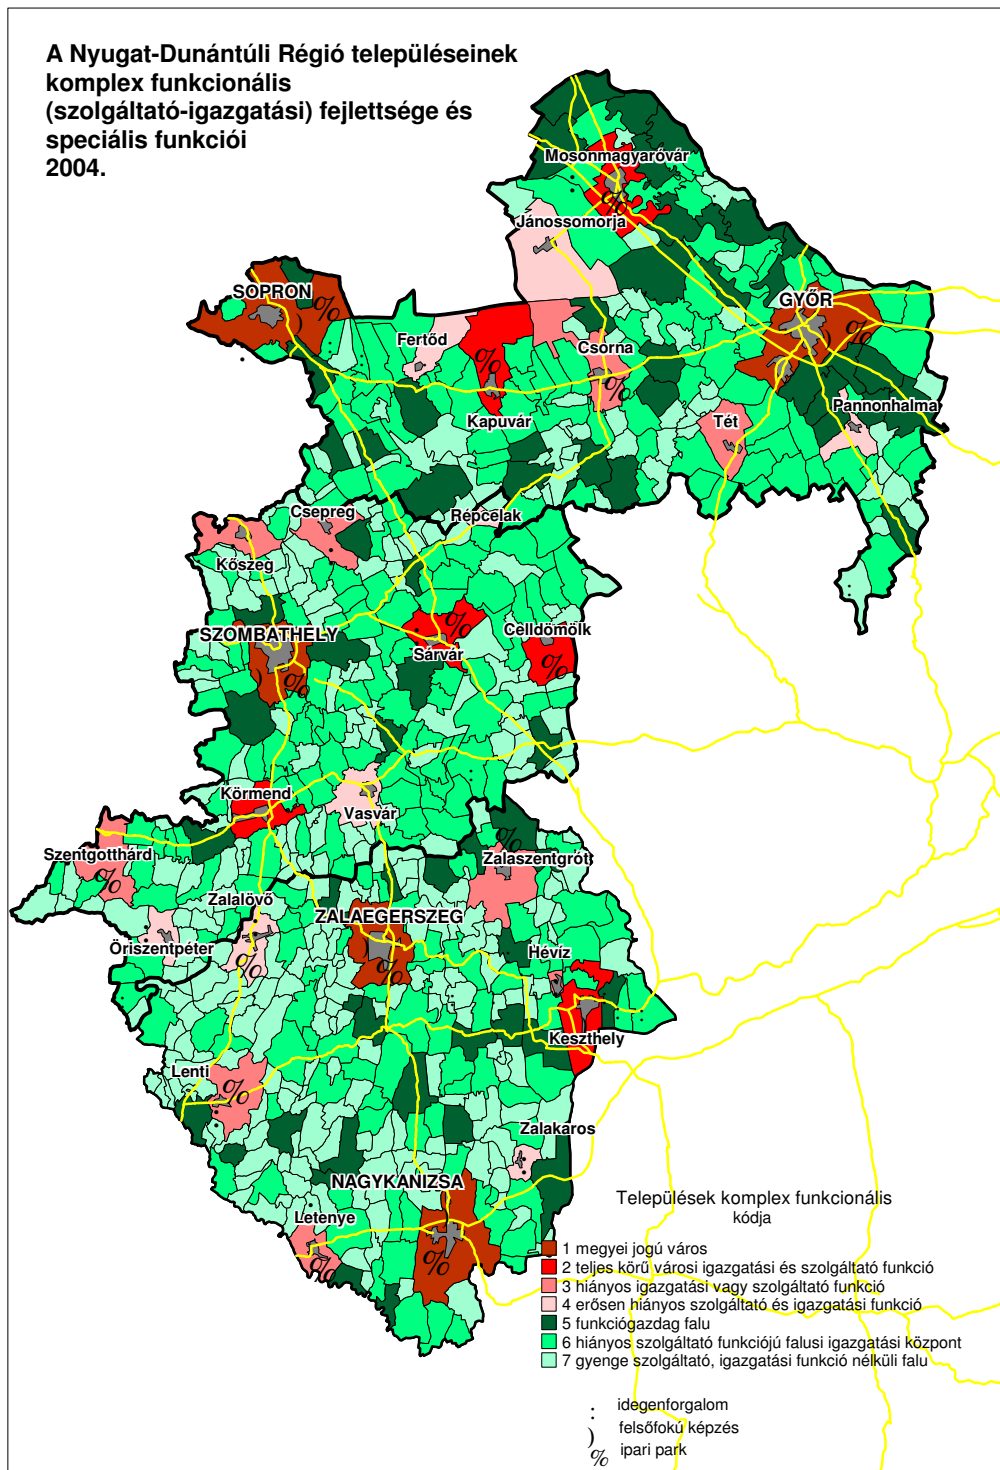 A Nyugat-Dunántúli Régió településeinek
komplex funkcionális
(szolgáltató-igazgatási) fejlettsége és
speciális funkciói
2004.
Mosonmagyaróvár
%
Jánossomorja
SOPRON
%
)
GYŐR
%
)
Fertőd
%
Csorna
%
Kapuvár
Tét
Pannonhalma
Csepreg
Répcelak
Kőszeg
SZOMBATHELY
)
%
%
Sárvár
Celldömölk
%
Körmend
Vasvár
Szentgotthárd
%
%
Zalaszentgrót
Zalalövő
%
ZALAEGERSZEG
)
%
Őriszentpéter
Hévíz
Keszthely
Lenti
%
Zalakaros
NAGYKANIZSA
%
Letenye
%
Települések komplex funkcionális
kódja
1 megyei jogú város
2 teljes körű városi igazgatási és szolgáltató funkció
3 hiányos igazgatási vagy szolgáltató funkció
4 erősen hiányos szolgáltató és igazgatási funkció
5 funkciógazdag falu
6 hiányos szolgáltató funkciójú falusi igazgatási központ
7 gyenge szolgáltató, igazgatási funkció nélküli falu
: idegenforgalom
) felsőfokú képzés
% ipari park